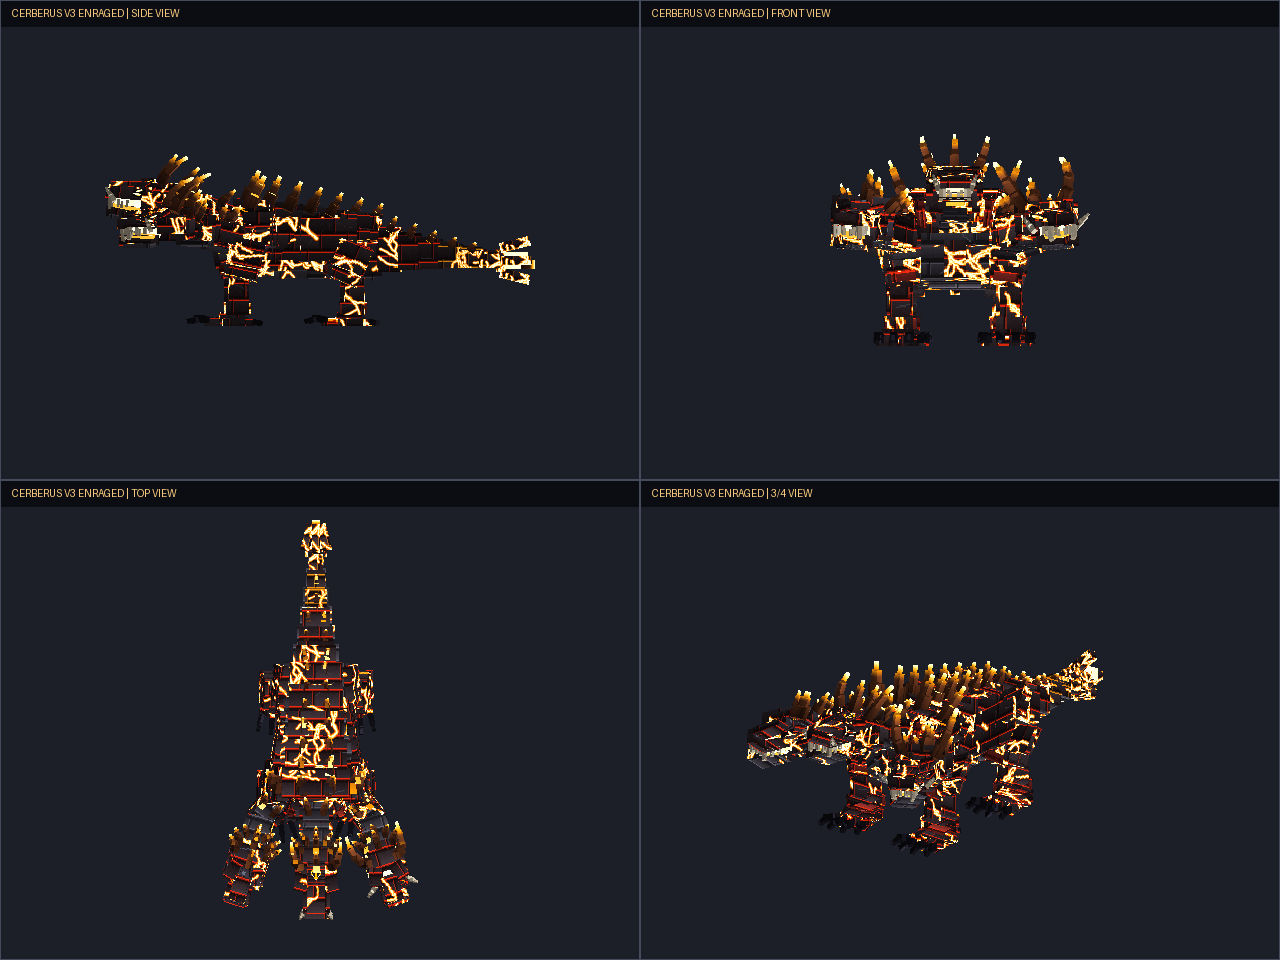 CERBERUS V3 ENRAGED | SIDE VIEW
CERBERUS V3 ENRAGED | FRONT VIEW
CERBERUS V3 ENRAGED | TOP VIEW
CERBERUS V3 ENRAGED | 3/4 VIEW